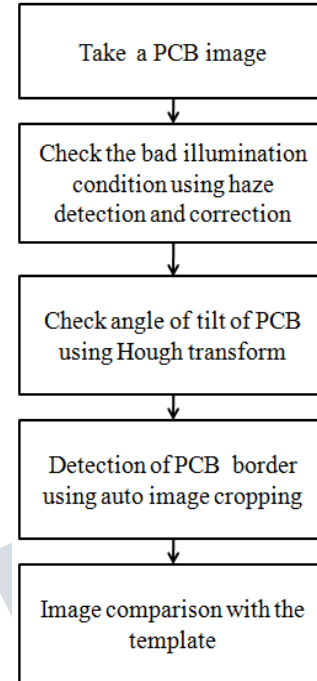 Take a PCB image
Check the bad illumination
condition using haze
detection and correction
Check angle of tilt of PCB
using Hough transform
Detection of PCB border
using auto image cropping
Image comparison with the
template